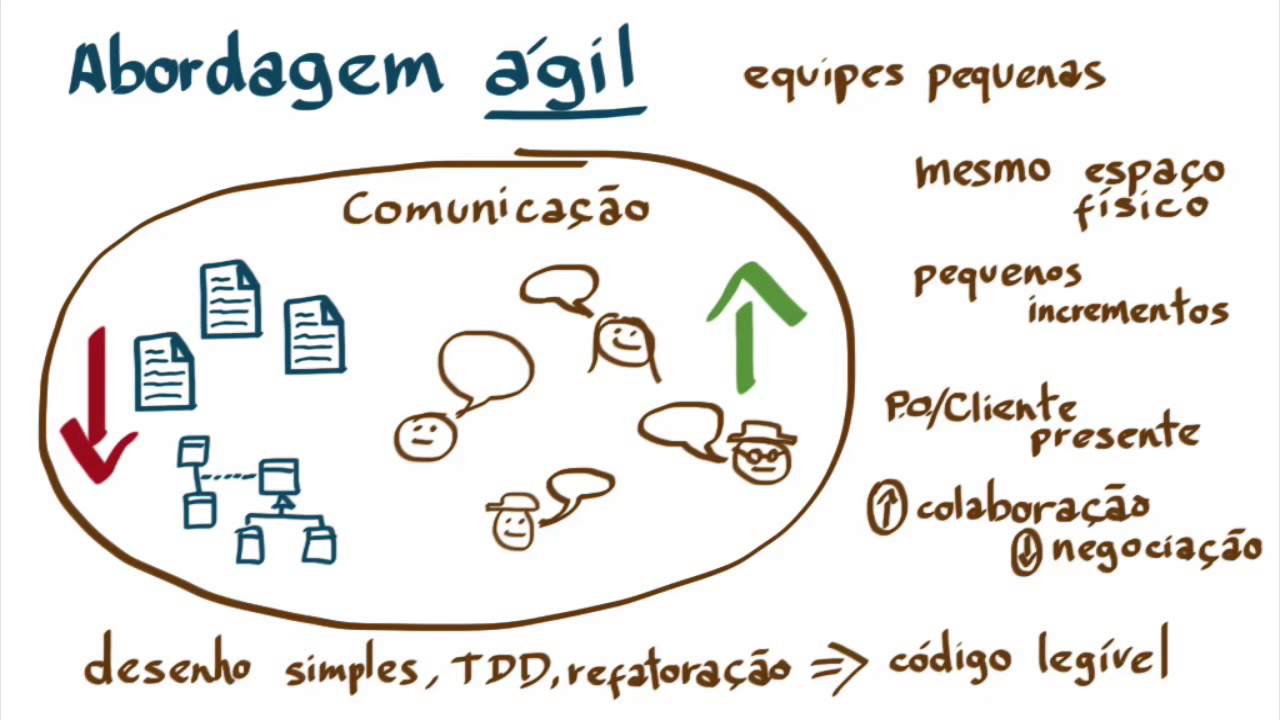 Abordagem ágil
equipes pequenas
mesmo espaço
físico
pequenos
incrementos
P.O./Cliente
presente
↑ colaboração
↓ negociação
Comunicação
desenho simples, TDD, refatoração => código legível